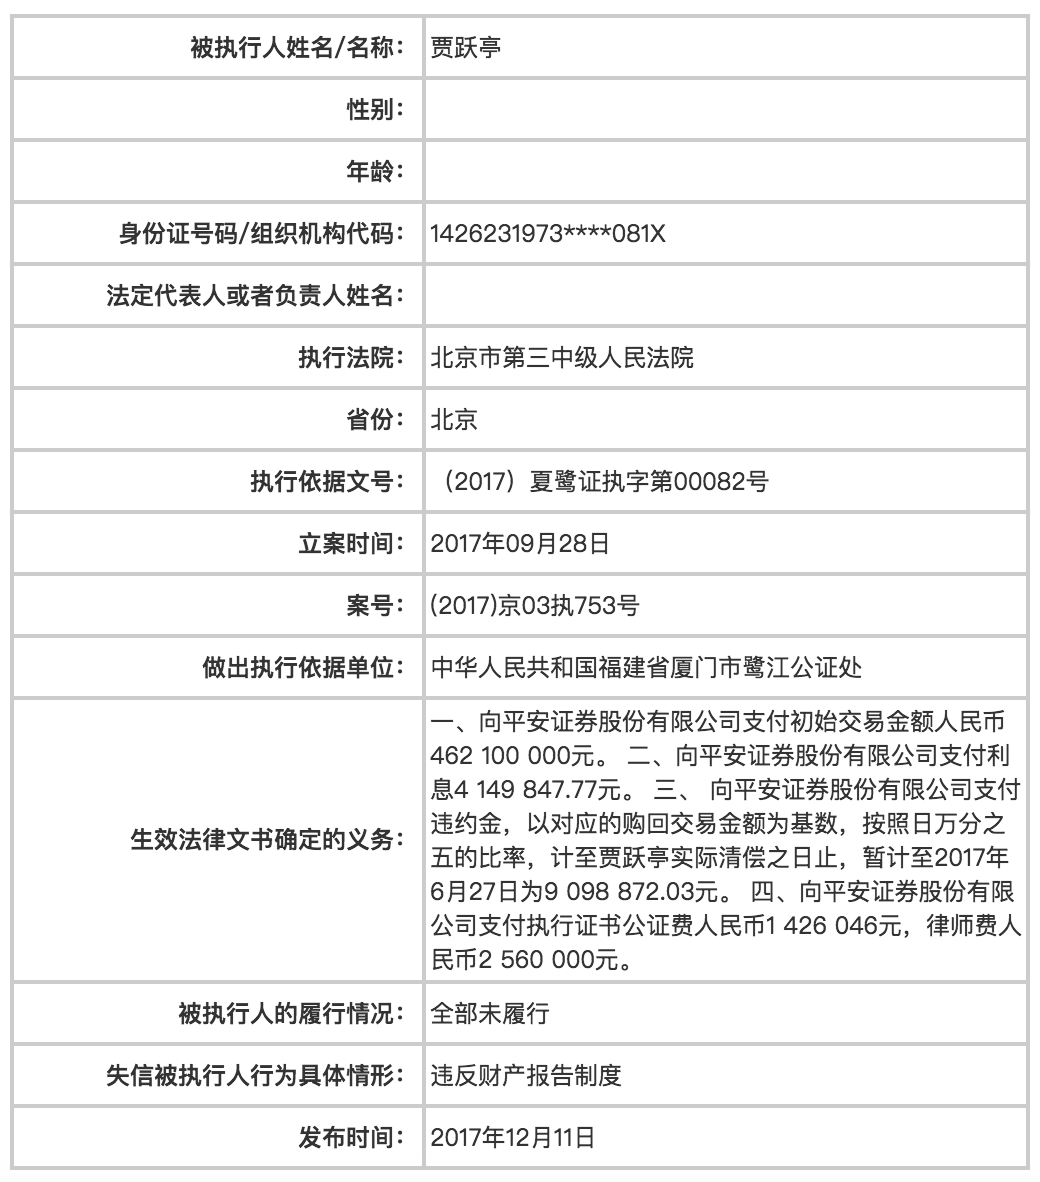 被执行人姓名/名称： 贾跃亭
性别：
年龄：
身份证号码/组织机构代码： 1426231973****081X
法定代表人或者负责人姓名：
执行法院： 北京市第三中级人民法院
省份： 北京
执行依据文号： （2017）夏鹭证执字第00082号
立案时间： 2017年09月28日
案号： (2017)京03执753号
做出执行依据单位： 中华人民共和国福建省厦门市鹭江公证处
生效法律文书确定的义务：
一、向平安证券股份有限公司支付初始交易金额人民币
462 100 000元。 二、向平安证券股份有限公司支付利
息4 149 847.77元。 三、 向平安证券股份有限公司支付
违约金，以对应的购回交易金额为基数，按照日万分之
五的比率，计至贾跃亭实际清偿之日止，暂计至2017年
6月27日为9 098 872.03元。 四、向平安证券股份有限
公司支付执行证书公证费人民币1 426 046元，律师费人
民币2 560 000元。
被执行人的履行情况： 全部未履行
失信被执行人行为具体情形： 违反财产报告制度
发布时间： 2017年12月11日